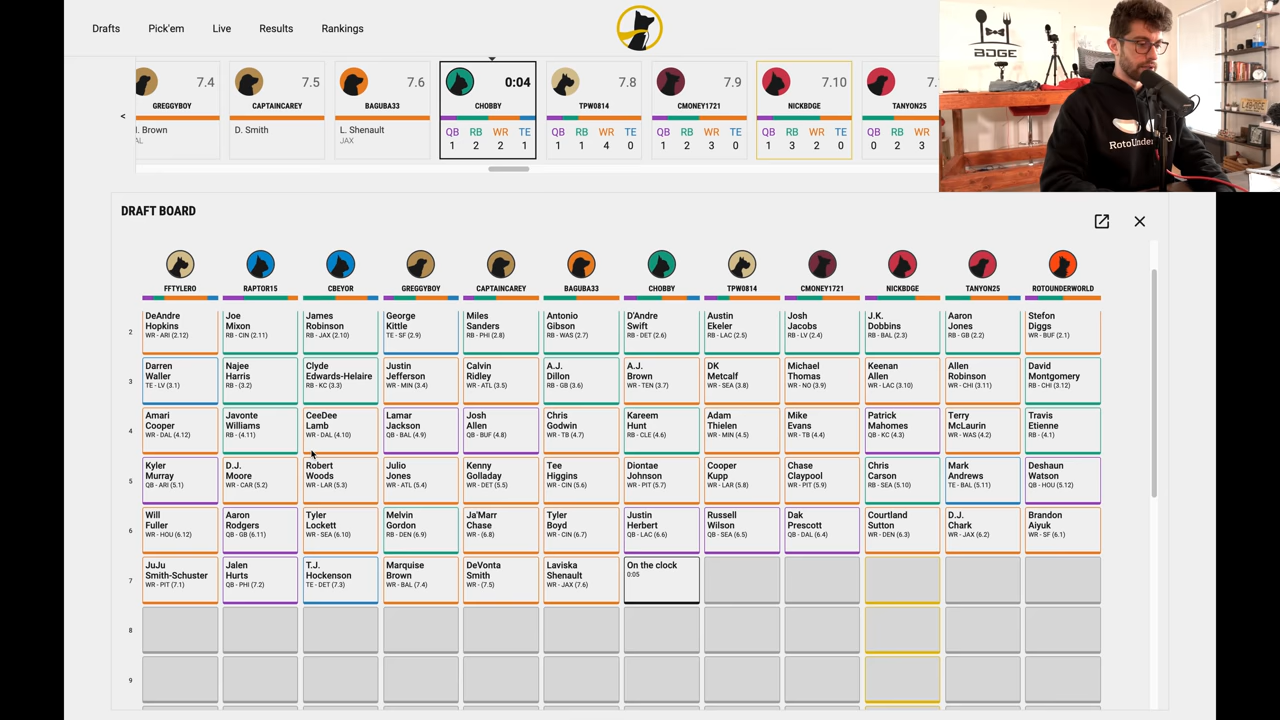 Drafts Pick'em Live Results Rankings
BDGE
7.4 7.5 7.6 0:04 7.8 7.9 7.10
GREGGYBOY CAPTAINCAREY BAGUBA33 CHOBBY TPW0814 CMONEY1721 NICKBDGE TANYON25
Brown D. Smith L. Shenault QB RB WR TE QB RB WR TE QB RB WR TE QB RB WR TE QB RB WR
JAX 1 2 2 1 1 1 4 0 1 2 3 0 1 3 2 0 0 2 3
<
DRAFT BOARD
FFTYLERO RAPTOR15 CBEYOR GREGGYBOY CAPTAINCAREY BAGUBA33 CHOBBY TPW0814 CMONEY1721 NICKBDGE TANYON25 ROTOUNDERWORLD
2
DeAndre Joe James George Miles Antonio D'Andre Austin Josh J.K. Aaron Stefon
Hopkins Mixon Robinson Kittle Sanders Gibson Swift Ekeler Jacobs Dobbins Jones Diggs
WR - ARI (2.12) RB - CIN (2.11) RB - JAX (2.10) TE - SF (2.9) RB - PHI (2.8) RB - WAS (2.7) RB - DET (2.6) RB - LAC (2.5) RB - LV (2.4) RB - BAL (2.3) RB - GB (2.2) WR - BUF (2.1)
3
Darren Najee Clyde Justin Calvin A.J. A.J. DK Michael Keenan Allen David
Waller Harris Edwards-Helaire Jefferson Ridley Dillon Brown Metcalf Thomas Allen Robinson Montgomery
TE - LV (3.1) RB - (3.2) RB - KC (3.3) WR - MIN (3.4) WR - ATL (3.5) RB - GB (3.6) WR - TEN (3.7) WR - SEA (3.8) WR - NO (3.9) WR - LAC (3.10) WR - CHI (3.11) RB - CHI (3.12)
4
Amari Javonte CeeDee Lamar Josh Chris Kareem Adam Mike Patrick Terry Travis
Cooper Williams Lamb Jackson Allen Godwin Hunt Thielen Evans Mahomes McLaurin Etienne
WR - DAL (4.12) RB - (4.11) WR - DAL (4.10) QB - BAL (4.9) QB - BUF (4.8) WR - TB (4.7) RB - CLE (4.6) WR - MIN (4.5) WR - TB (4.4) QB - KC (4.3) WR - WAS (4.2) RB - (4.1)
5
Kyler D.J. Robert Julio Kenny Tee Diontae Cooper Chase Chris Mark Deshaun
Murray Moore Woods Jones Golladay Higgins Johnson Kupp Claypool Carson Andrews Watson
QB - ARI (5.1) WR - CAR (5.2) WR - LAR (5.3) WR - ATL (5.4) WR - DET (5.5) WR - CIN (5.6) WR - PIT (5.7) WR - LAR (5.8) WR - PIT (5.9) RB - SEA (5.10) TE - BAL (5.11) QB - HOU (5.12)
6
Will Aaron Tyler Melvin Ja'Marr Tyler Justin Russell Dak Courtland D.J. Brandon
Fuller Rodgers Lockett Gordon Chase Boyd Herbert Wilson Prescott Sutton Chark Aiyuk
WR - HOU (6.12) QB - GB (6.11) WR - SEA (6.10) RB - DEN (6.9) WR - (6.8) WR - CIN (6.7) QB - LAC (6.6) QB - SEA (6.5) QB - DAL (6.4) WR - DEN (6.3) WR - JAX (6.2) WR - SF (6.1)
7
JuJu Jalen T.J. Marquise DeVonta Laviska On the clock
Smith-Schuster Hurts Hockenson Brown Smith Shenault 0:05
WR - PIT (7.1) QB - PHI (7.2) TE - DET (7.3) WR - BAL (7.4) WR - (7.5) WR - JAX (7.6)
8
9